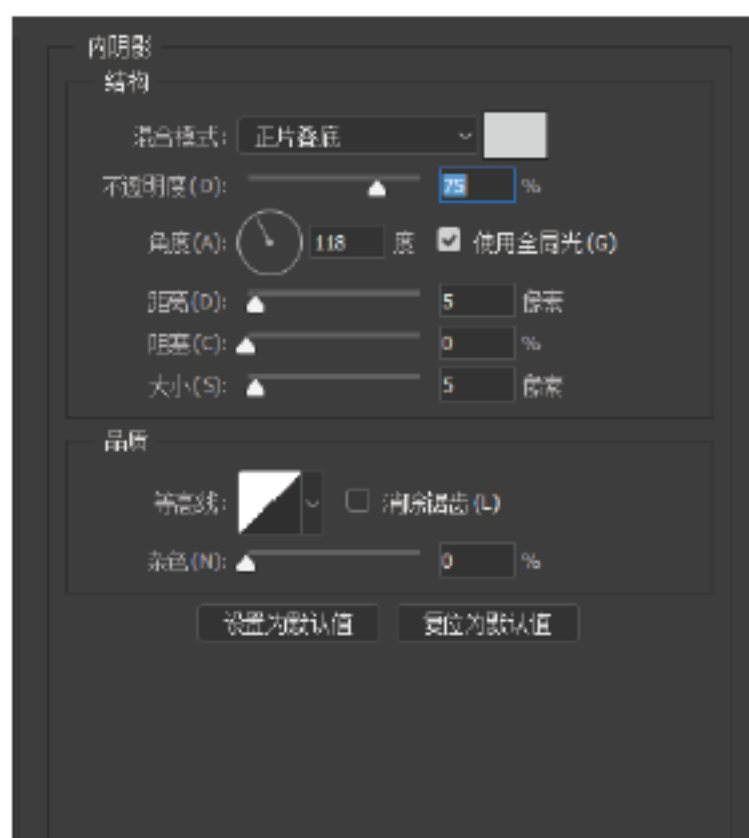 内阴影
结构
混合模式: 正片叠底
不透明度(O): 75 %
角度(A): 118 度 使用全局光(G)
距离(D): 5 像素
阻塞(C): 0 %
大小(S): 5 像素
品质
等高线: 消除锯齿(L)
杂色(N): 0 %
设置为默认值 复位为默认值